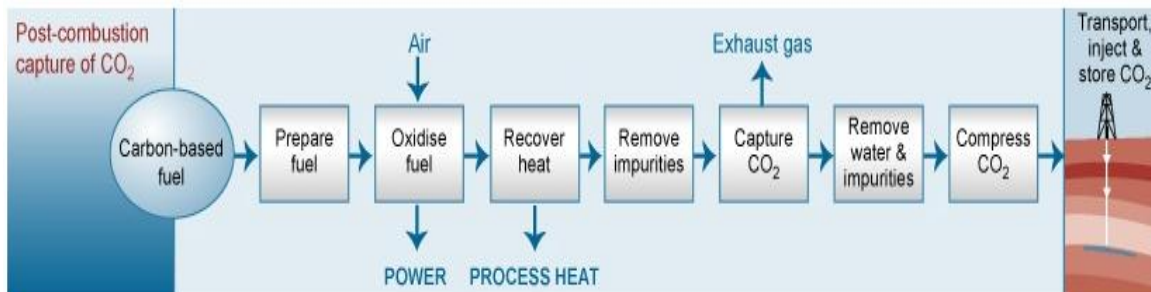 Post-combustion
capture of CO₂
Carbon-based
fuel
Prepare
fuel
Air
Oxidise
fuel
POWER
Recover
heat
PROCESS HEAT
Remove
impurities
Exhaust gas
Capture
CO₂
Remove
water &
impurities
Compress
CO₂
Transport,
inject &
store CO₂